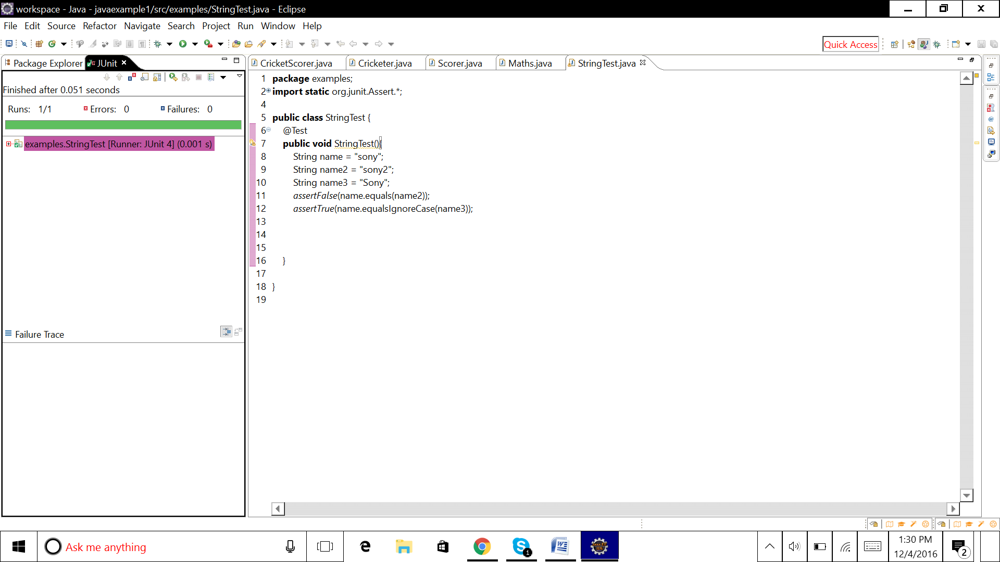 workspace - Java - javaexample1/src/examples/StringTest.java - Eclipse
File Edit Source Refactor Navigate Search Project Run Window Help
Quick Access
Package Explorer JUnit
CricketScorer.java Cricketer.java Scorer.java Maths.java StringTest.java
Finished after 0.051 seconds
Runs: 1/1 Errors: 0 Failures: 0
examples.StringTest [Runner: JUnit 4] (0.001 s)
Failure Trace
1 package examples;
2 import static org.junit.Assert.*;
4
5 public class StringTest {
6 @Test
7 public void StringTest(){
8 String name = "sony";
9 String name2 = "sony2";
10 String name3 = "Sony";
11 assertFalse(name.equals(name2));
12 assertTrue(name.equalsIgnoreCase(name3));
13
14
15
16 }
17
18 }
19
Ask me anything
1
1:30 PM
12/4/2016
2